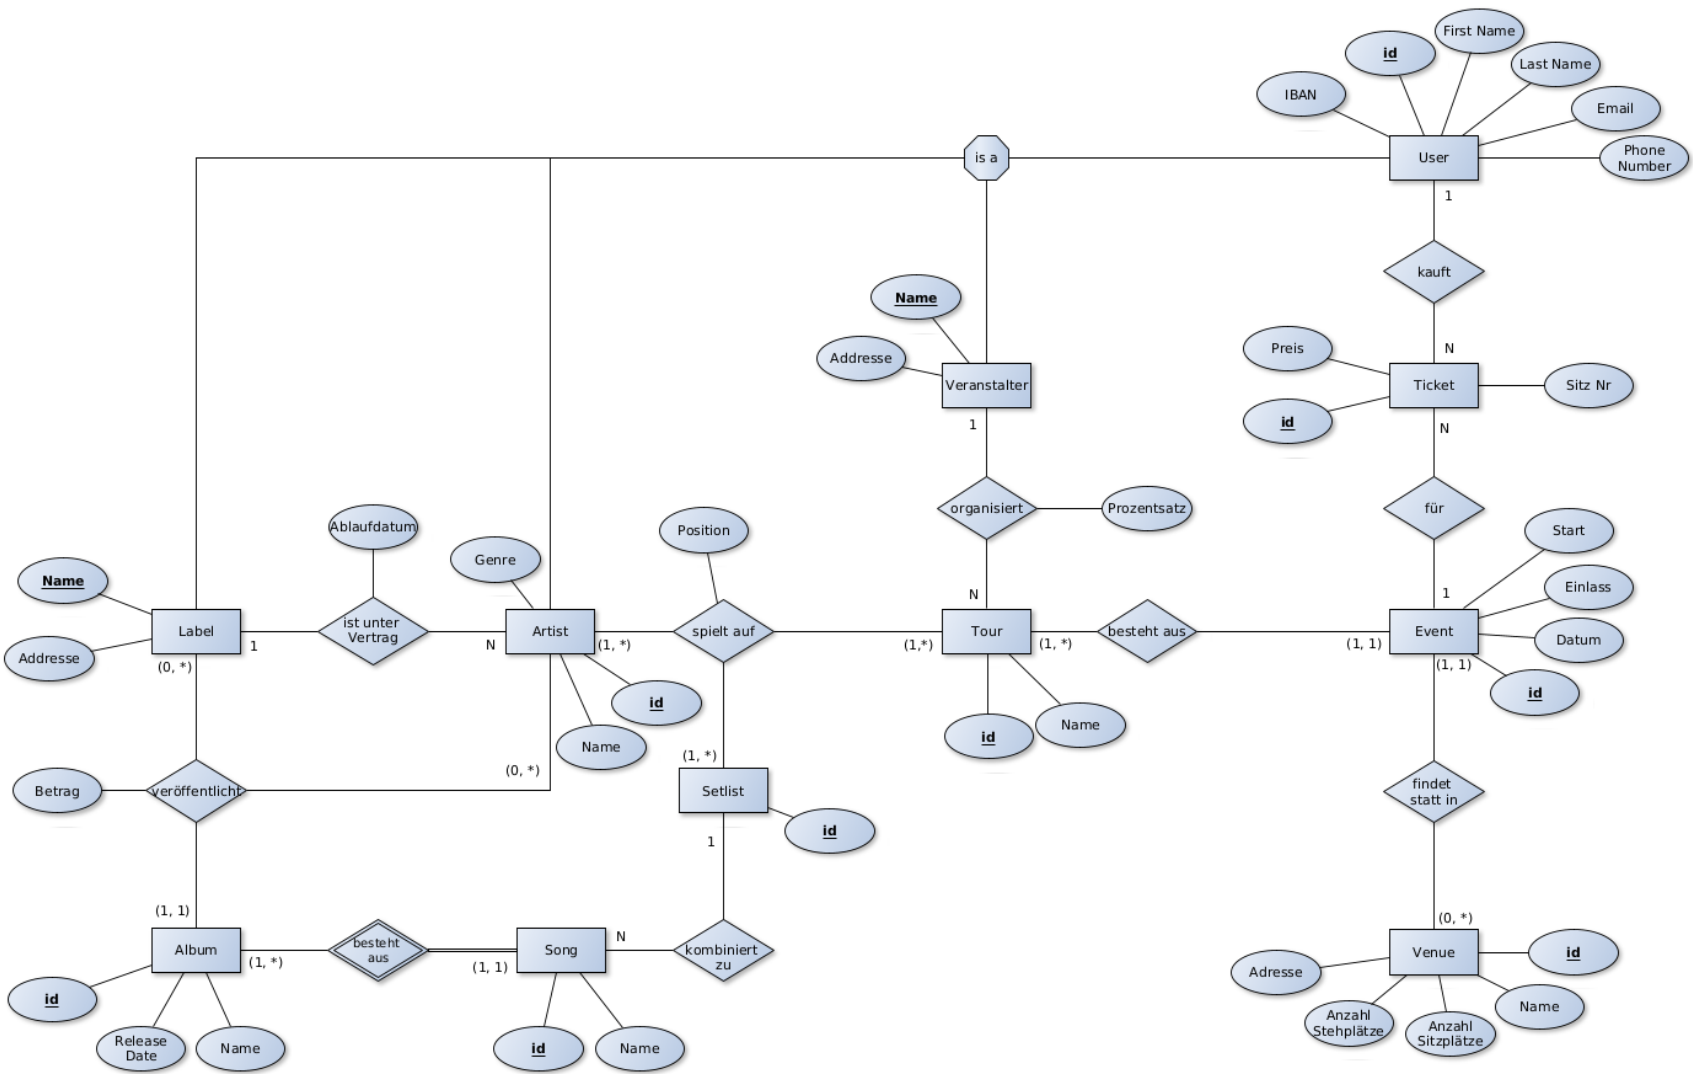 First Name
id
Last Name
IBAN
Email
is a
User
Phone
Number
1
kauft
Name
Preis
N
Addresse
Veranstalter
Ticket
Sitz Nr
id
1
N
Ablaufdatum
Position
organisiert
Prozentsatz
für
Start
Genre
Name
Einlass
N
1
Label
ist unter
Vertrag
Artist
spielt auf
Tour
besteht aus
Event
Datum
Addresse
(0, *)
1
N
(1, *)
(1,*)
(1, *)
(1, 1)
(1, 1)
id
id
Name
id
Name
(0, *)
(1, *)
Betrag
veröffentlicht
Setlist
findet
statt in
id
1
(1, 1)
(0, *)
Album
besteht
aus
Song
N
kombiniert
zu
Venue
id
(1, *)
(1, 1)
Adresse
id
Name
Anzahl
Stehplätze
Anzahl
Sitzplätze
Release
Date
Name
id
Name